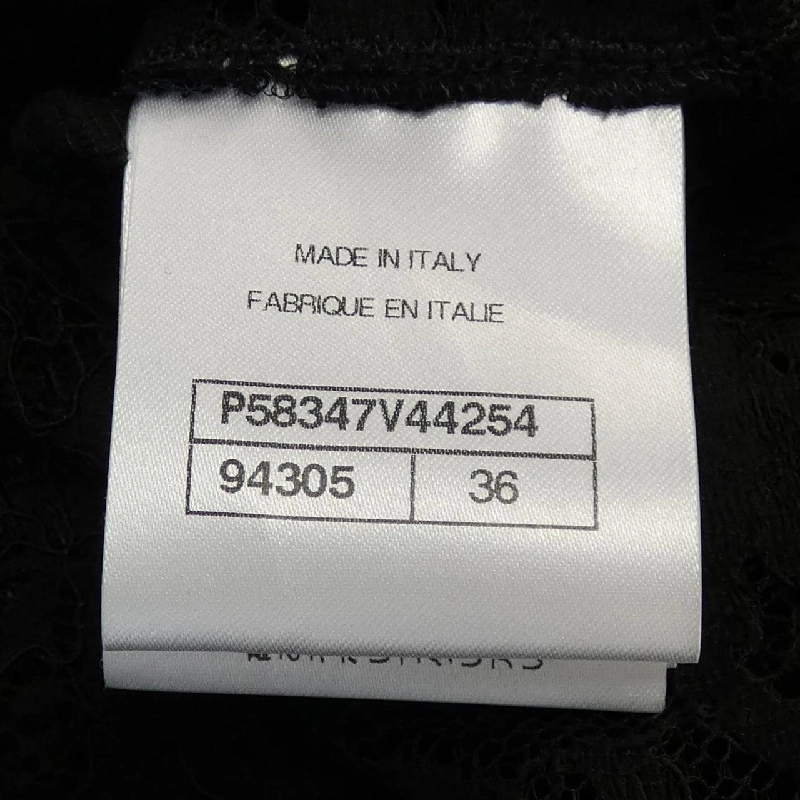 MADE IN ITALY
FABRIQUE EN ITALIE
P58347V44254
94305 36